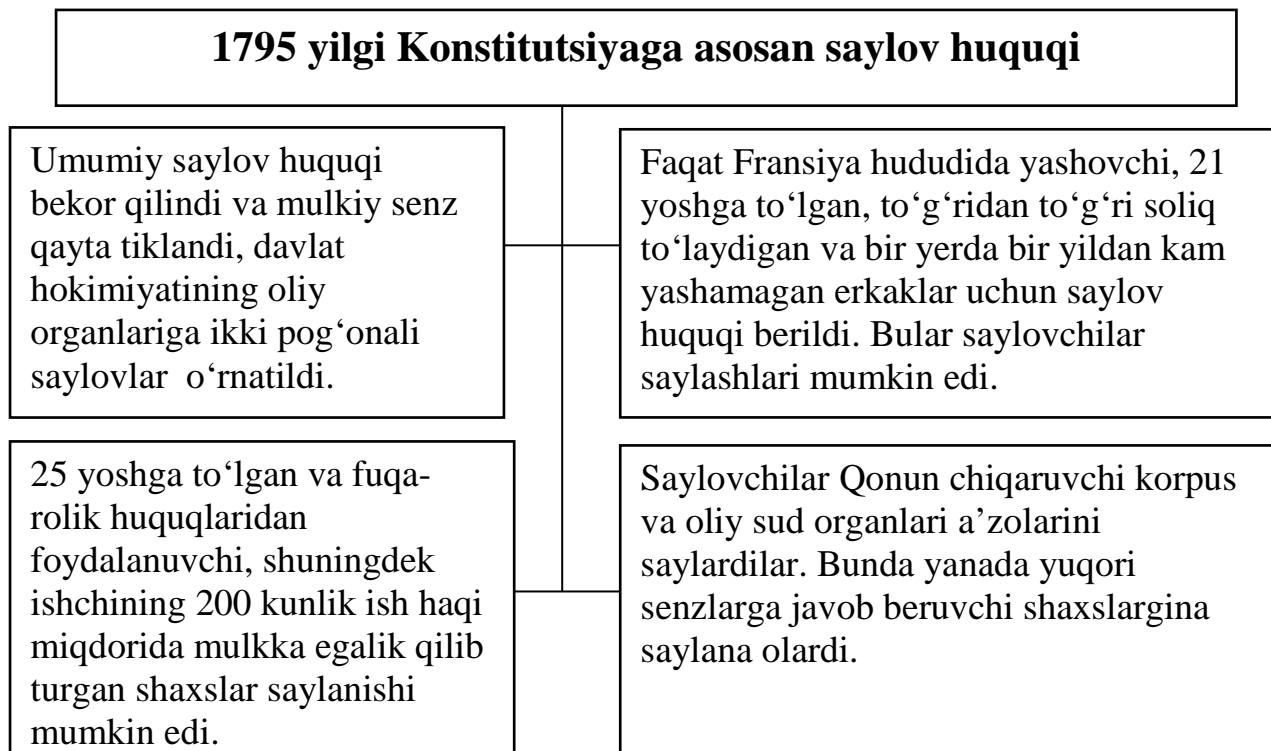 1795 yilgi Konstitutsiyaga asosan saylov huquqi
Umumiy saylov huquqi
bekor qilindi va mulkiy senz
qayta tiklandi, davlat
hokimiyatining oliy
organlariga ikki pog‘onali
saylovlar o‘rnatildi.
Faqat Fransiya hududida yashovchi, 21
yoshga to‘lgan, to‘g‘ridan to‘g‘ri soliq
to‘laydigan va bir yerda bir yildan kam
yashamagan erkaklar uchun saylov
huquqi berildi. Bular saylovchilar
saylashlari mumkin edi.
25 yoshga to‘lgan va fuqa-
rolik huquqlaridan
foydalanuvchi, shuningdek
ishchining 200 kunlik ish haqi
miqdorida mulkka egalik qilib
turgan shaxslar saylanishi
mumkin edi.
Saylovchilar Qonun chiqaruvchi korpus
va oliy sud organlari a’zolarini
saylardilar. Bunda yanada yuqori
senzlarga javob beruvchi shaxslargina
saylana olardi.